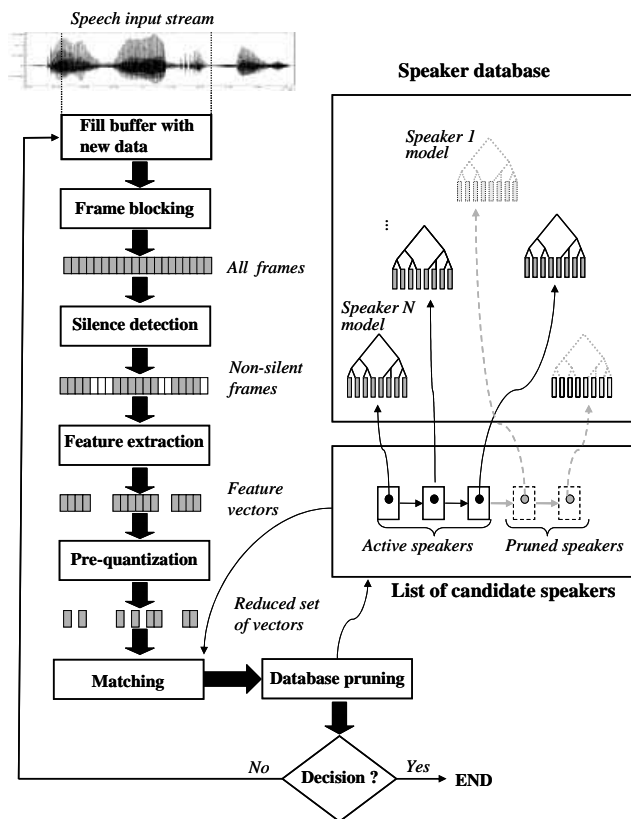 Speech input stream
Speaker database
Fill buffer with
new data
Speaker 1
model
Frame blocking
...
All frames
Silence detection
Speaker N
model
Non-silent
frames
Feature extraction
Feature
vectors
Active speakers
Pruned speakers
Pre-quantization
List of candidate speakers
Reduced set
of vectors
Matching
Database pruning
No
Decision ?
Yes
END